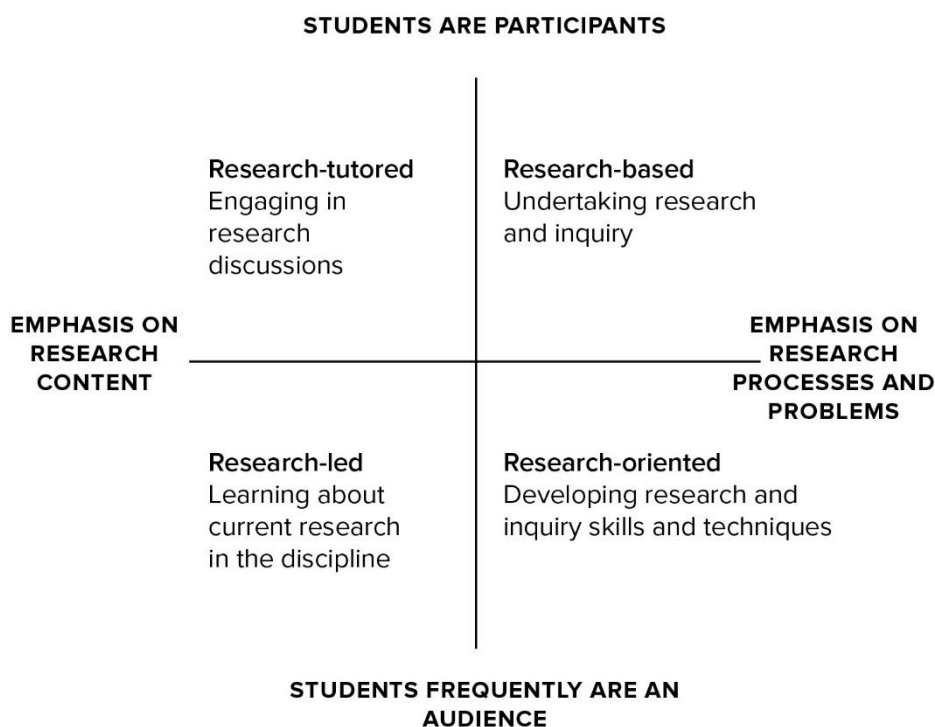 STUDENTS ARE PARTICIPANTS
Research-tutored
Engaging in
research
discussions
Research-based
Undertaking research
and inquiry
EMPHASIS ON
RESEARCH
CONTENT
EMPHASIS ON
RESEARCH
PROCESSES AND
PROBLEMS
Research-led
Learning about
current research
in the discipline
Research-oriented
Developing research and
inquiry skills and techniques
STUDENTS FREQUENTLY ARE AN
AUDIENCE